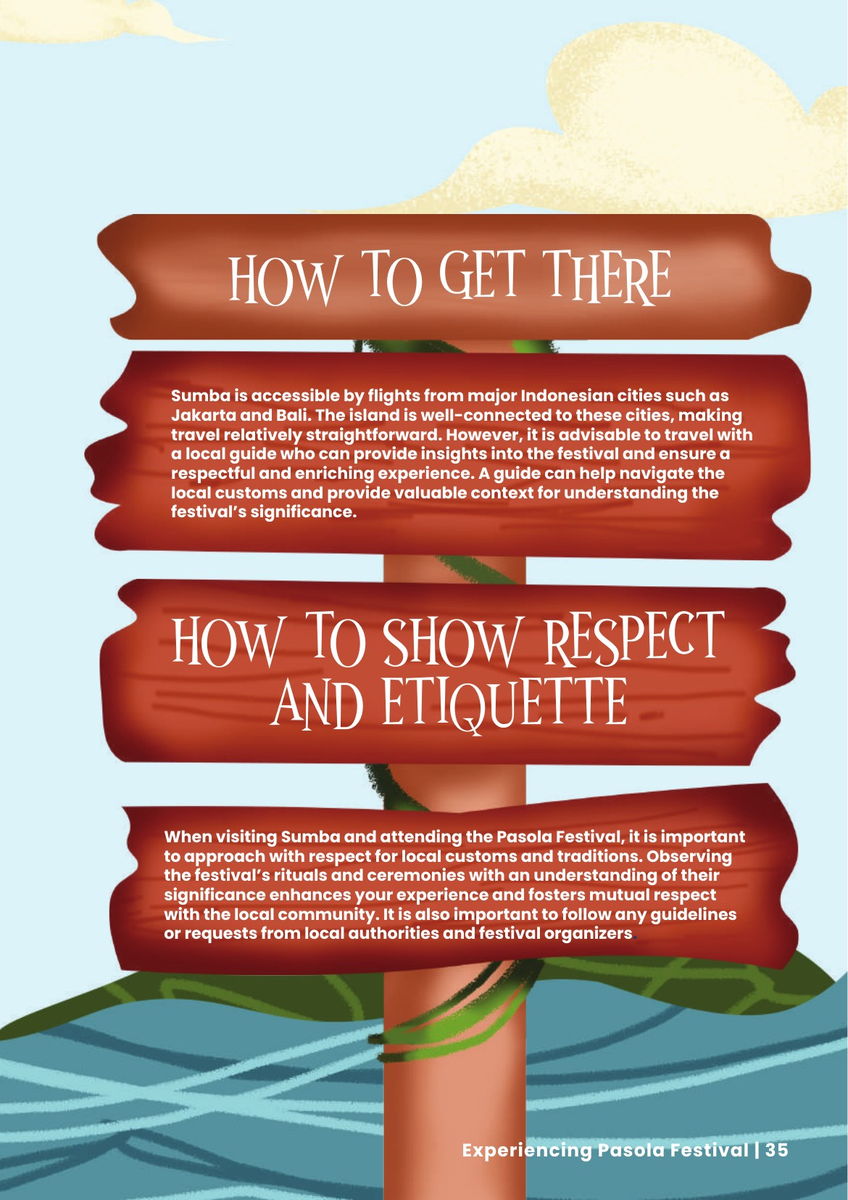 HOW TO GET THERE
Sumba is accessible by flights from major Indonesian cities such as
Jakarta and Bali. The island is well-connected to these cities, making
travel relatively straightforward. However, it is advisable to travel with
a local guide who can provide insights into the festival and ensure a
respectful and enriching experience. A guide can help navigate the
local customs and provide valuable context for understanding the
festival’s significance.
HOW TO SHOW RESPECT
AND ETIQUETTE
When visiting Sumba and attending the Pasola Festival, it is important
to approach with respect for local customs and traditions. Observing
the festival’s rituals and ceremonies with an understanding of their
significance enhances your experience and fosters mutual respect
with the local community. It is also important to follow any guidelines
or requests from local authorities and festival organizers
Experiencing Pasola Festival | 35